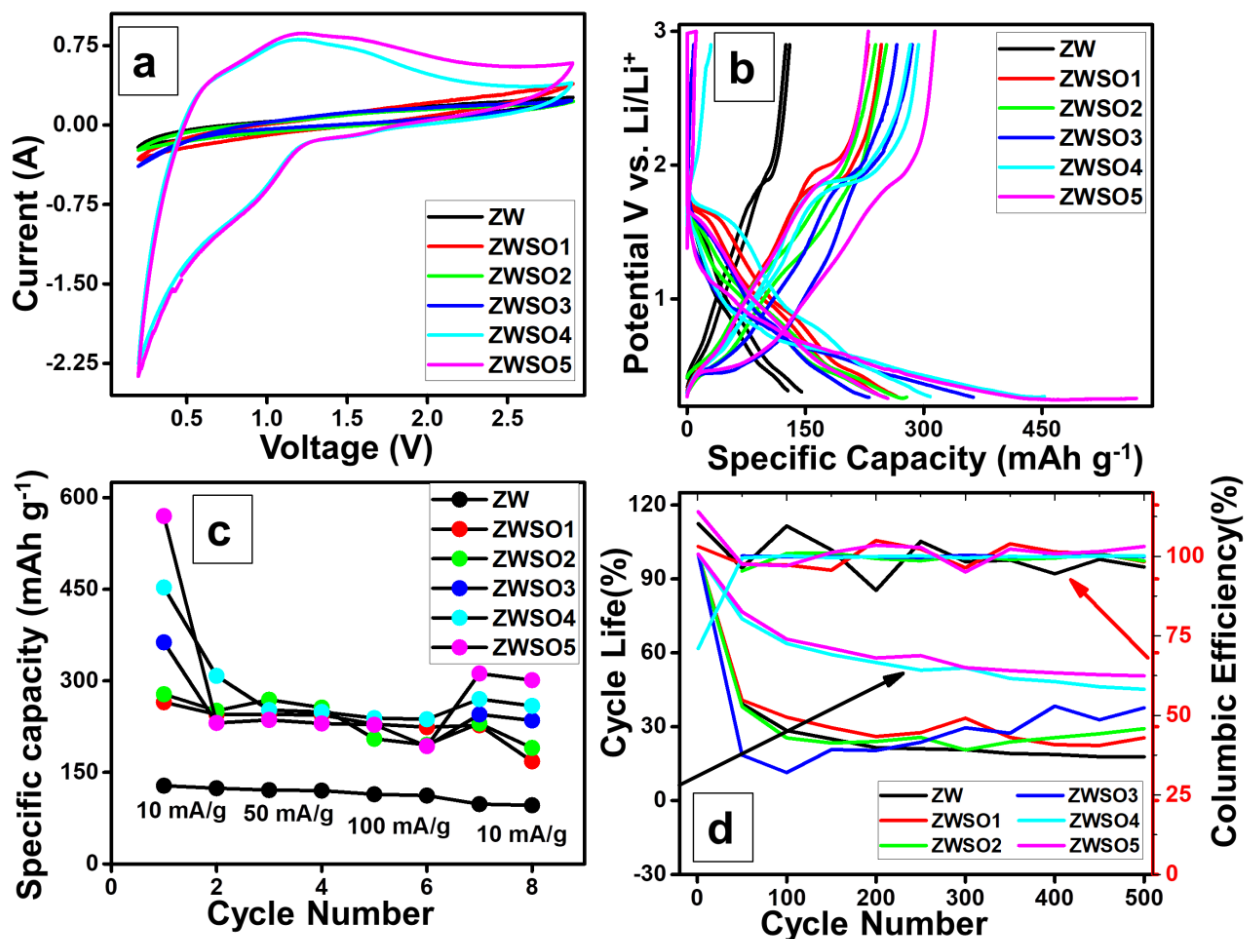 a
0.75
0.00
-0.75
-1.50
-2.25
Current (A)
0.5
1.0
1.5
2.0
2.5
Voltage (V)
ZW
ZWSO1
ZWSO2
ZWSO3
ZWSO4
ZWSO5
b
3
2
1
Potential V vs. Li/Li⁺
0
150
300
450
Specific Capacity (mAh g⁻¹)
ZW
ZWSO1
ZWSO2
ZWSO3
ZWSO4
ZWSO5
c
600
450
300
150
0
Specific capacity (mAh g⁻¹)
10 mA/g
50 mA/g
100 mA/g
10 mA/g
0
2
4
6
8
Cycle Number
ZW
ZWSO1
ZWSO2
ZWSO3
ZWSO4
ZWSO5
d
120
90
60
30
0
-30
Cycle Life(%)
100
75
50
25
0
Columbic Efficiency(%)
0
100
200
300
400
500
Cycle Number
ZW
ZWSO1
ZWSO2
ZWSO3
ZWSO4
ZWSO5